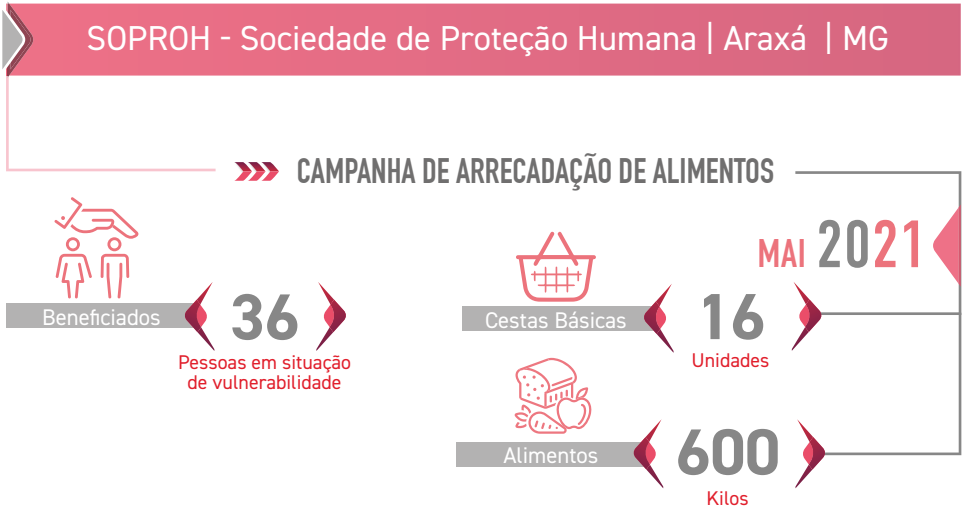 SOPROH - Sociedade de Proteção Humana | Araxá | MG
CAMPANHA DE ARRECADAÇÃO DE ALIMENTOS
MAI 2021
Beneficiados
36
Pessoas em situação
de vulnerabilidade
Cestas Básicas
16
Unidades
Alimentos
600
Kilos